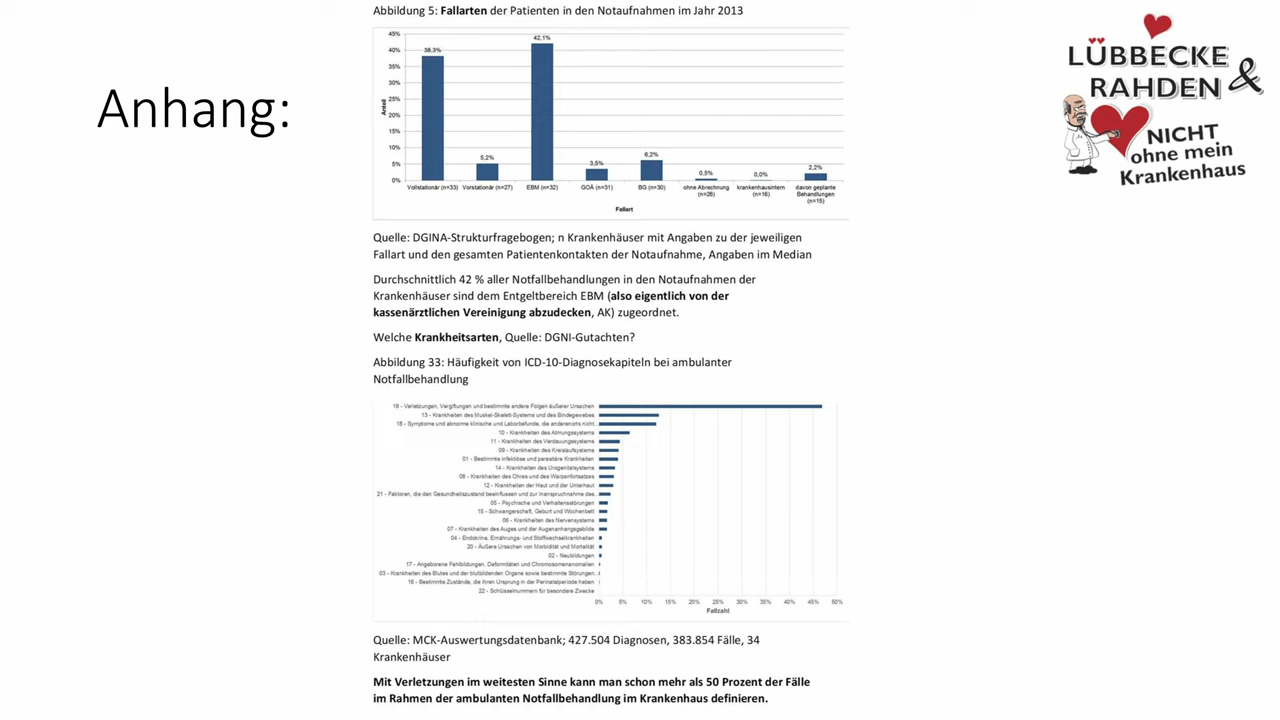 Anhang:
Abbildung 5: Fallarten der Patienten in den Notaufnahmen im Jahr 2013
45%
40%
35%
30%
25%
20%
15%
10%
5%
0%
Anteil
38,3%
5,2%
42,1%
3,5%
6,2%
0,5%
0,0%
2,2%
Vollstationär (n=33) Vorstationär (n=27) EBM (n=32) GOÄ (n=31) BG (n=30) ohne Abrechnung krankenhausintern davon geplante
(n=26) (n=16) Behandlungen
(n=15)
Fallart
Quelle: DGINA-Strukturfragebogen; n Krankenhäuser mit Angaben zu der jeweiligen
Fallart und den gesamten Patientenkontakten der Notaufnahme, Angaben im Median
Durchschnittlich 42 % aller Notfallbehandlungen in den Notaufnahmen der
Krankenhäuser sind dem Entgeltbereich EBM (also eigentlich von der
kassenärztlichen Vereinigung abzudecken, AK) zugeordnet.
Welche Krankheitsarten, Quelle: DGNI-Gutachten?
Abbildung 33: Häufigkeit von ICD-10-Diagnosekapiteln bei ambulanter
Notfallbehandlung
19 - Verletzungen, Vergiftungen und bestimmte andere Folgen äußerer Ursachen
13 - Krankheiten des Muskel-Skelett-Systems und des Bindegewebes
18 - Symptome und abnorme klinische und Laborbefunde, die anderenorts nicht...
10 - Krankheiten des Atmungssystems
11 - Krankheiten des Verdauungssystems
09 - Krankheiten des Kreislaufsystems
01 - Bestimmte infektiöse und parasitäre Krankheiten
14 - Krankheiten des Urogenitalsystems
08 - Krankheiten des Ohres und des Warzenfortsatzes
12 - Krankheiten der Haut und der Unterhaut
21 - Faktoren, die den Gesundheitszustand beeinflussen und zur Inanspruchnahme des...
05 - Psychische und Verhaltensstörungen
15 - Schwangerschaft, Geburt und Wochenbett
06 - Krankheiten des Nervensystems
07 - Krankheiten des Auges und der Augenanhangsgebilde
04 - Endokrine, Ernährungs- und Stoffwechselkrankheiten
20 - Äußere Ursachen von Morbidität und Mortalität
02 - Neubildungen
17 - Angeborene Fehlbildungen, Deformitäten und Chromosomenanomalien
03 - Krankheiten des Blutes und der blutbildenden Organe sowie bestimmte Störungen...
16 - Bestimmte Zustände, die ihren Ursprung in der Perinatalperiode haben
22 - Schlüsselnummern für besondere Zwecke
0% 5% 10% 15% 20% 25% 30% 35% 40% 45% 50%
Fallzahl
Quelle: MCK-Auswertungsdatenbank; 427.504 Diagnosen, 383.854 Fälle, 34
Krankenhäuser
Mit Verletzungen im weitesten Sinne kann man schon mehr als 50 Prozent der Fälle
im Rahmen der ambulanten Notfallbehandlung im Krankenhaus definieren.
LÜBBECKE &
RAHDEN
NICHT
ohne mein
Krankenhaus